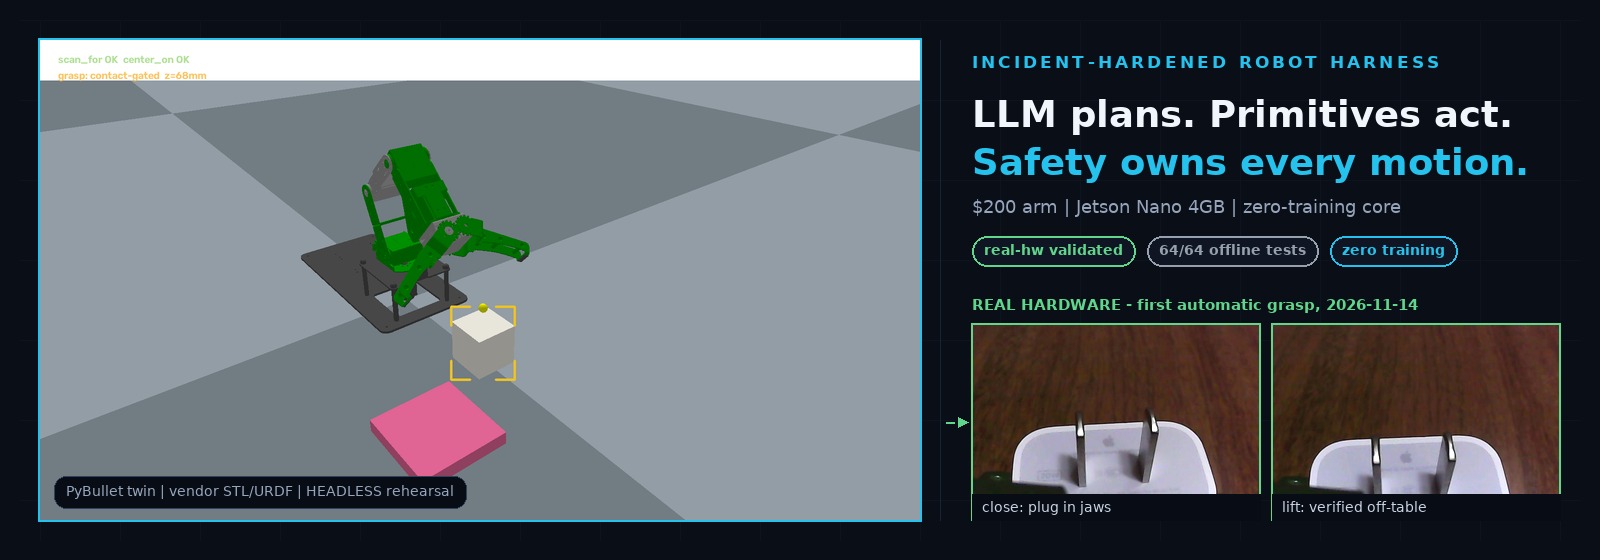 scan_for OK center_on OK
grasp: contact-gated z=68mm
PyBullet twin | vendor STL/URDF | HEADLESS rehearsal
INCIDENT-HARDENED ROBOT HARNESS
LLM plans. Primitives act.
Safety owns every motion.
$200 arm | Jetson Nano 4GB | zero-training core
real-hw validated
64/64 offline tests
zero training
REAL HARDWARE - first automatic grasp, 2026-11-14
close: plug in jaws
lift: verified off-table